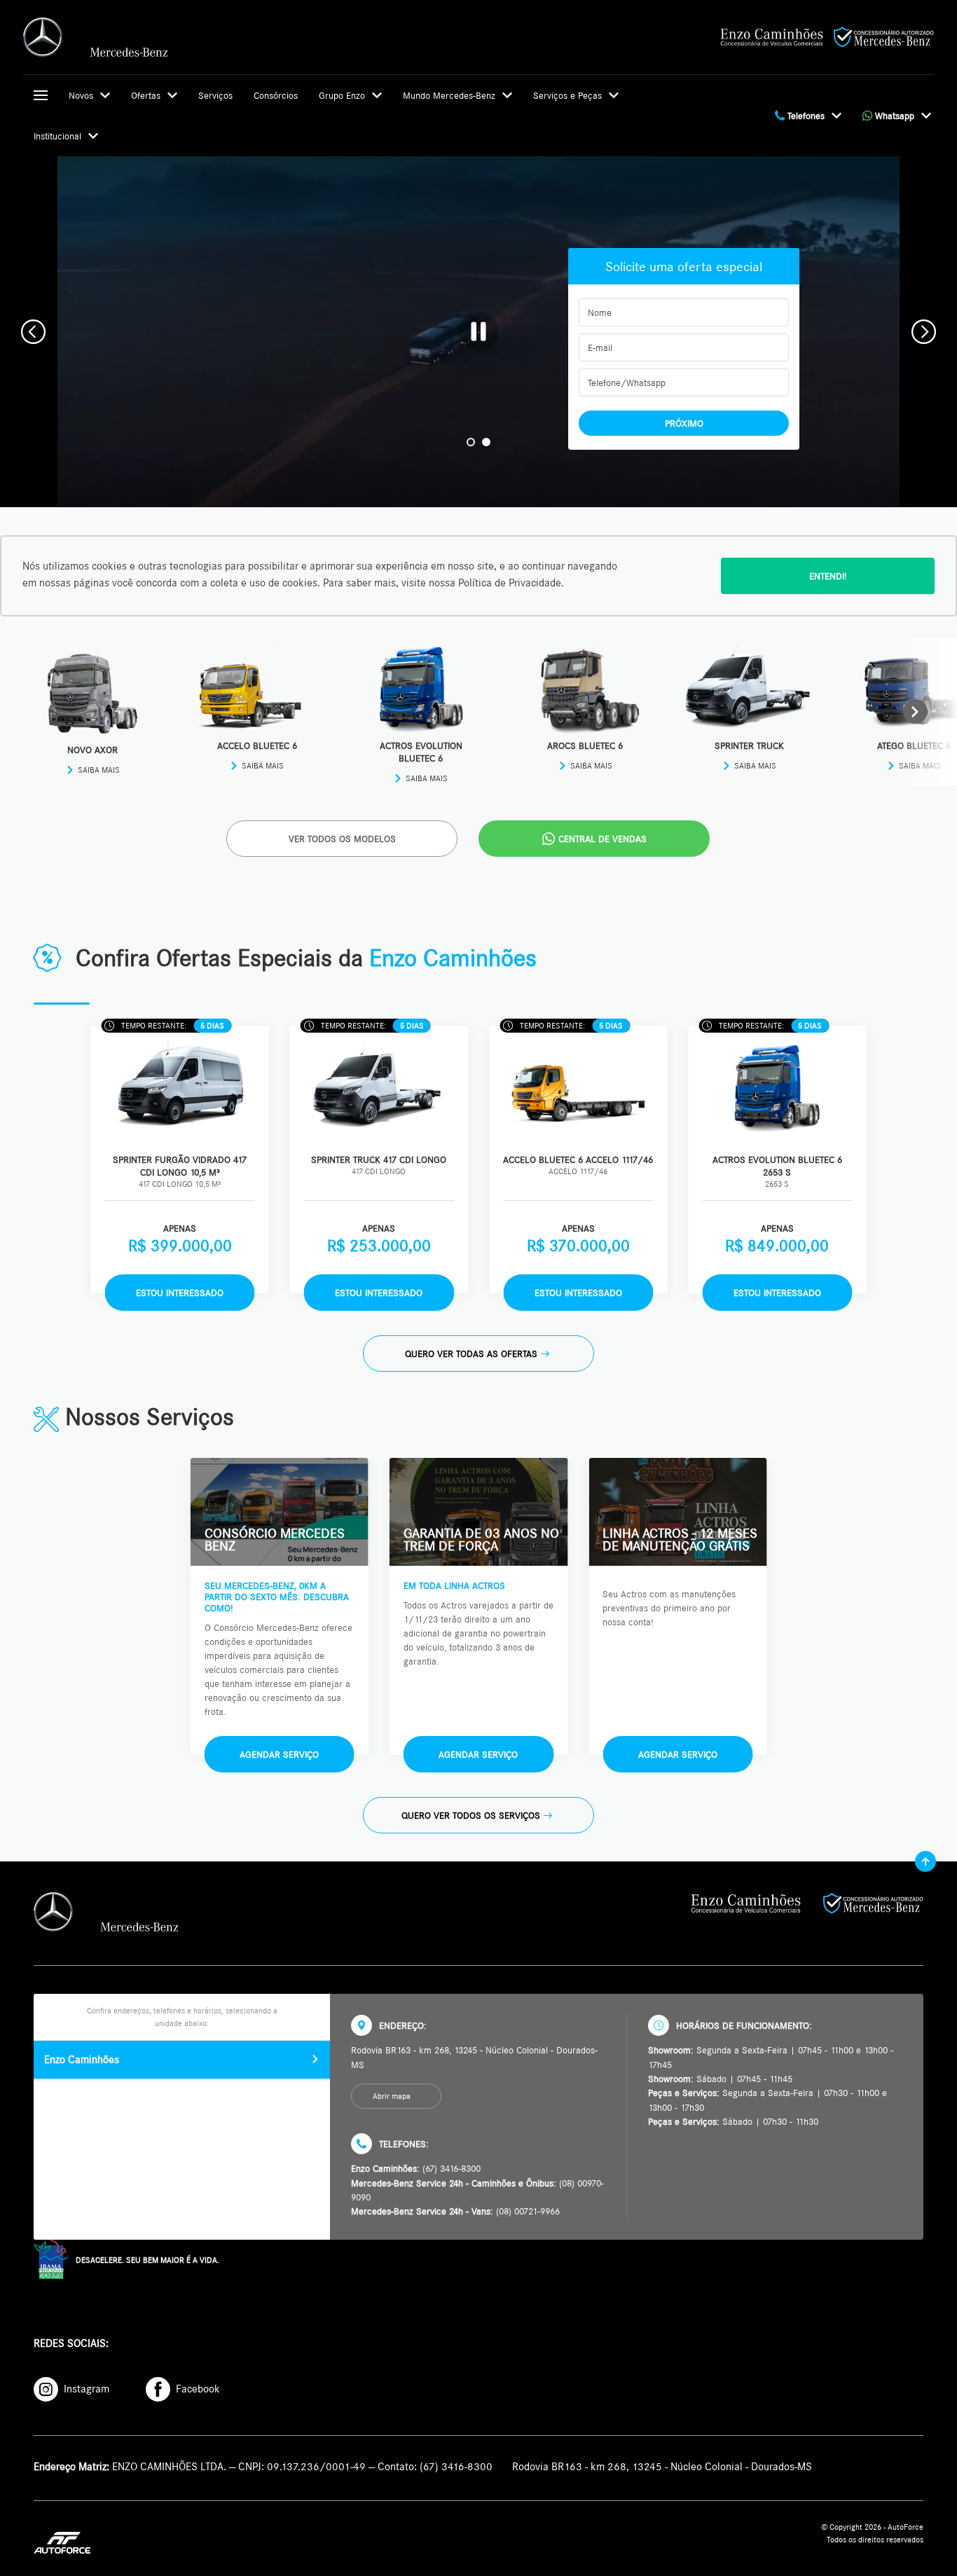 Mercedes-Benz
Enzo Caminhões
Concessionária de Veículos Comerciais
CONCESSIONÁRIO AUTORIZADO
Mercedes-Benz
Novos
Ofertas
Serviços
Consórcios
Grupo Enzo
Mundo Mercedes-Benz
Serviços e Peças
Institucional
Telefones
Whatsapp
Solicite uma oferta especial
Nome
E-mail
Telefone/Whatsapp
PRÓXIMO
Nós utilizamos cookies e outras tecnologias para possibilitar e aprimorar sua experiência em nosso site, e ao continuar navegando
em nossas páginas você concorda com a coleta e uso de cookies. Para saber mais, visite nossa Política de Privacidade.
ENTENDI!
NOVO AXOR
SAIBA MAIS
ACCELO BLUETEC 6
SAIBA MAIS
ACTROS EVOLUTION
BLUETEC 6
SAIBA MAIS
AROCS BLUETEC 6
SAIBA MAIS
SPRINTER TRUCK
SAIBA MAIS
ATEGO BLUETEC 6
SAIBA MAIS
VER TODOS OS MODELOS
CENTRAL DE VENDAS
Confira Ofertas Especiais da Enzo Caminhões
TEMPO RESTANTE: 5 DIAS
SPRINTER FURGÃO VIDRADO 417
CDI LONGO 10,5 M³
417 CDI LONGO 10,5 M³
APENAS
R$ 399.000,00
ESTOU INTERESSADO
TEMPO RESTANTE: 5 DIAS
SPRINTER TRUCK 417 CDI LONGO
417 CDI LONGO
APENAS
R$ 253.000,00
ESTOU INTERESSADO
TEMPO RESTANTE: 5 DIAS
ACCELO BLUETEC 6 ACCELO 1117/46
ACCELO 1117/46
APENAS
R$ 370.000,00
ESTOU INTERESSADO
TEMPO RESTANTE: 5 DIAS
ACTROS EVOLUTION BLUETEC 6
2653 S
2653 S
APENAS
R$ 849.000,00
ESTOU INTERESSADO
QUERO VER TODAS AS OFERTAS
Nossos Serviços
CONSÓRCIO MERCEDES
BENZ
Seu Mercedes-Benz
0 km a partir do
SEU MERCEDES-BENZ, 0KM A
PARTIR DO SEXTO MÊS. DESCUBRA
COMO!
O Consórcio Mercedes-Benz oferece
condições e oportunidades
imperdíveis para aquisição de
veículos comerciais para clientes
que tenham interesse em planejar a
renovação ou crescimento da sua
frota.
AGENDAR SERVIÇO
LINHA ACTROS COM
GARANTIA DE 3 ANOS
NO TREM DE FORÇA
GARANTIA DE 03 ANOS NO
TREM DE FORÇA
EM TODA LINHA ACTROS
Todos os Actros varejados a partir de
1/11/23 terão direito a um ano
adicional de garantia no powertrain
do veículo, totalizando 3 anos de
garantia.
AGENDAR SERVIÇO
CAMINHÕES
LINHA
ACTROS
LINHA ACTROS - 12 MESES
DE MANUTENÇÃO GRÁTIS
Seu Actros com as manutenções
preventivas do primeiro ano por
nossa conta!
AGENDAR SERVIÇO
QUERO VER TODOS OS SERVIÇOS
Mercedes-Benz
Enzo Caminhões
Concessionária de Veículos Comerciais
CONCESSIONÁRIO AUTORIZADO
Mercedes-Benz
Confira endereços, telefones e horários, selecionando a
unidade abaixo:
Enzo Caminhões
ENDEREÇO:
Rodovia BR163 - km 268, 13245 - Núcleo Colonial - Dourados-
MS
Abrir mapa
TELEFONES:
Enzo Caminhões: (67) 3416-8300
Mercedes-Benz Service 24h - Caminhões e Ônibus: (08) 00970-
9090
Mercedes-Benz Service 24h - Vans: (08) 00721-9966
HORÁRIOS DE FUNCIONAMENTO:
Showroom: Segunda a Sexta-Feira | 07h45 - 11h00 e 13h00 -
17h45
Showroom: Sábado | 07h45 - 11h45
Peças e Serviços: Segunda a Sexta-Feira | 07h30 - 11h00 e
13h00 - 17h30
Peças e Serviços: Sábado | 07h30 - 11h30
IBAMA
DESACELERE. SEU BEM MAIOR É A VIDA.
REDES SOCIAIS:
Instagram
Facebook
Endereço Matriz: ENZO CAMINHÕES LTDA. — CNPJ: 09.137.236/0001-49 — Contato: (67) 3416-8300
Rodovia BR163 - km 268, 13245 - Núcleo Colonial - Dourados-MS
AUTOFORCE
© Copyright 2026 - AutoForce
Todos os direitos reservados